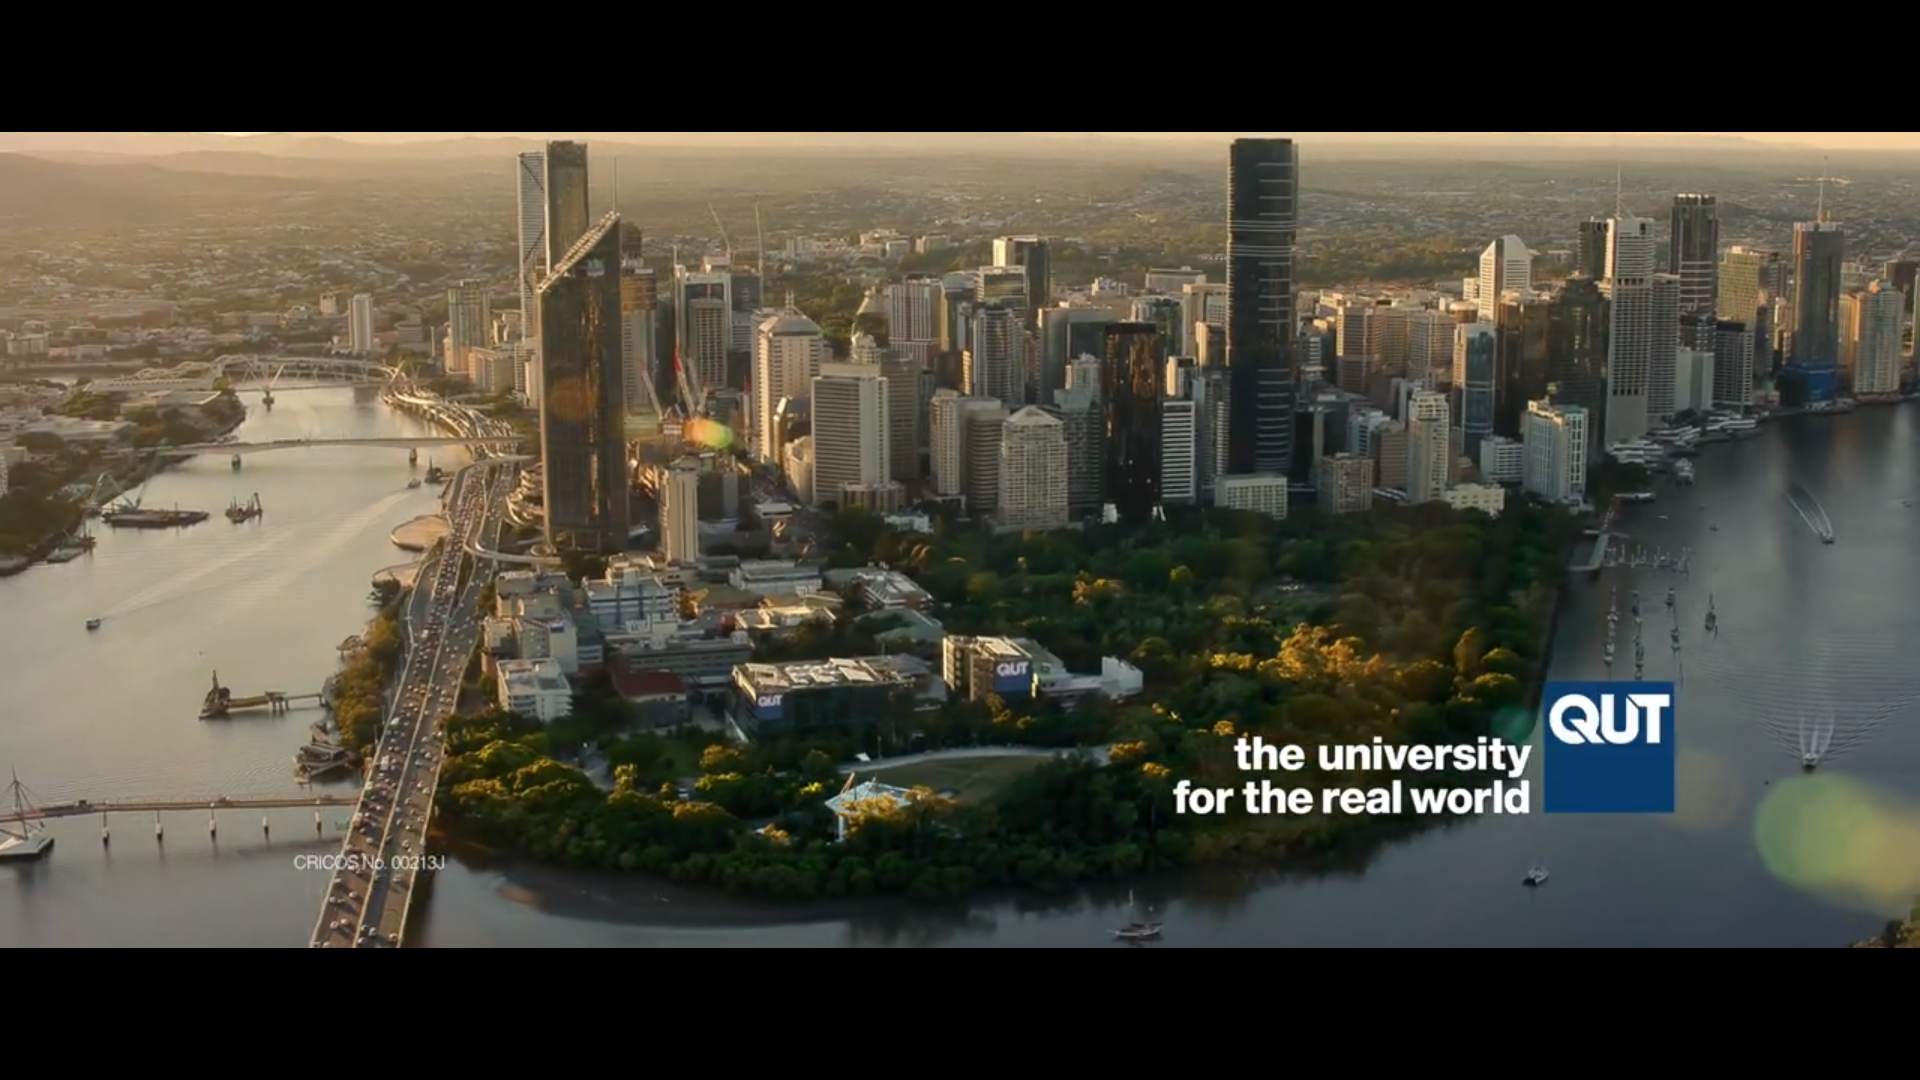 QUT
QUT
QUT
the university
for the real world
CRICOS No. 00213J